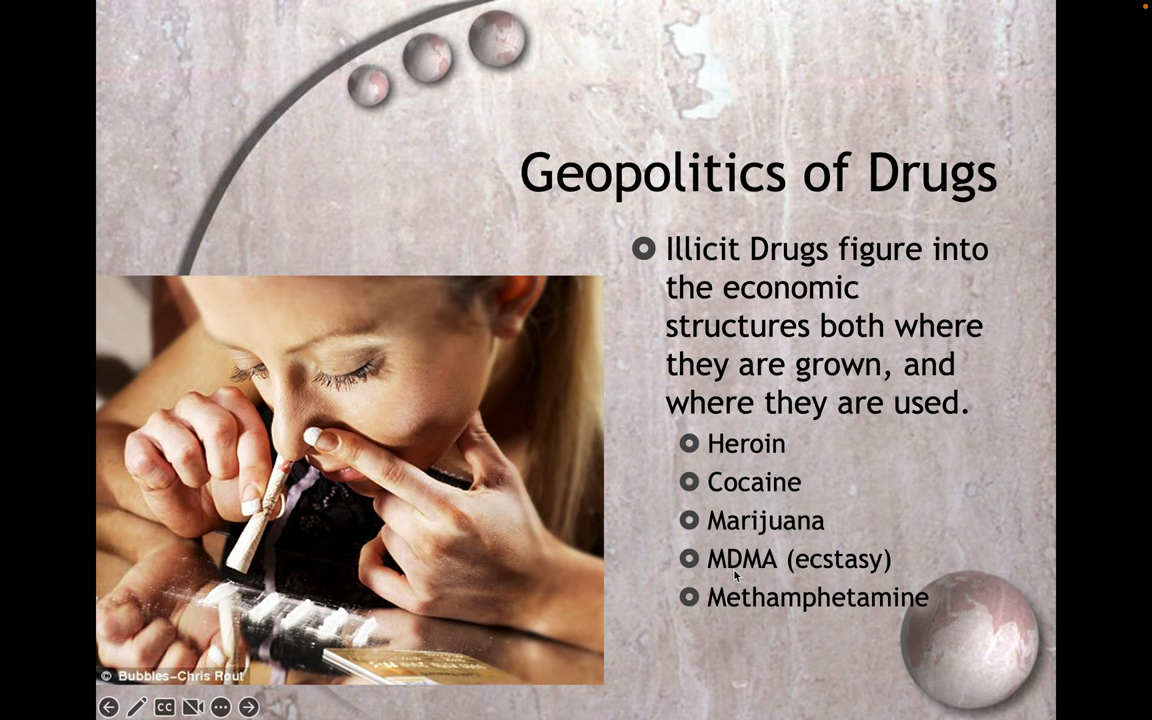 Geopolitics of Drugs
Illicit Drugs figure into
the economic
structures both where
they are grown, and
where they are used.
Heroin
Cocaine
Marijuana
MDMA (ecstasy)
Methamphetamine
© Bubbles–Chris Rout
CC